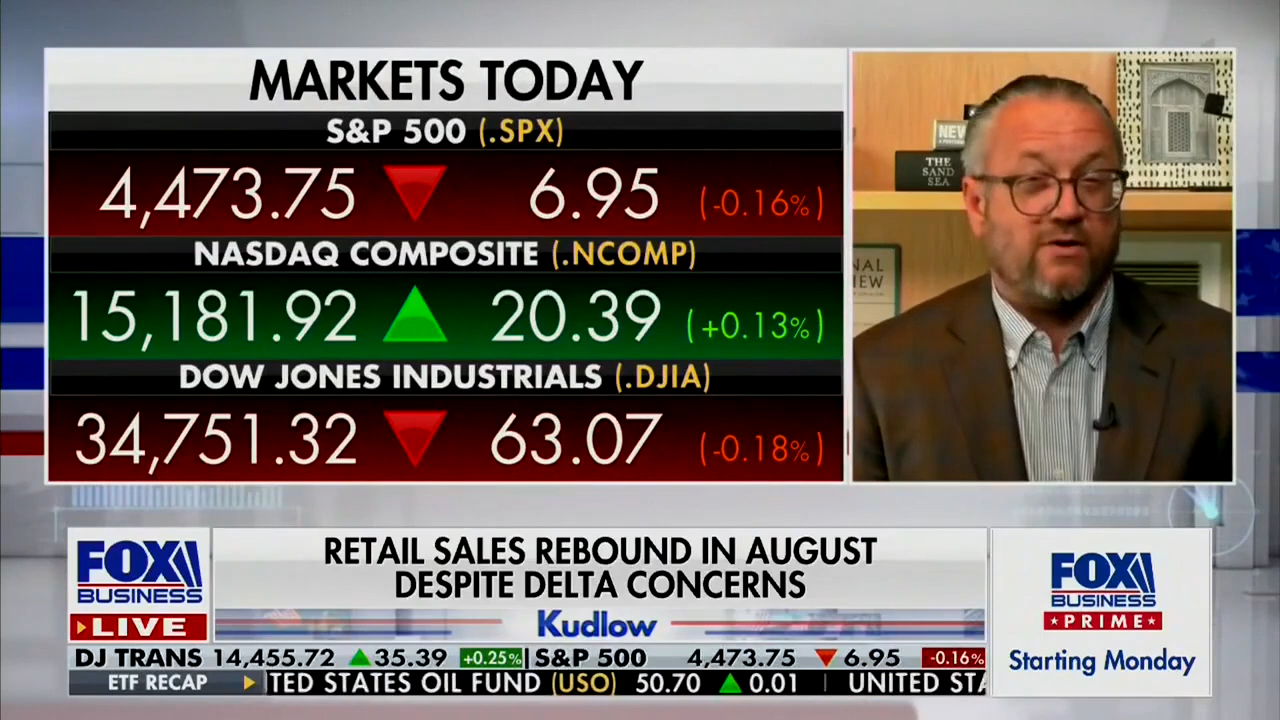 MARKETS TODAY
S&P 500 (.SPX)
4,473.75 ▼ 6.95 (-0.16%)
NASDAQ COMPOSITE (.NCOMP)
15,181.92 ▲ 20.39 (+0.13%)
DOW JONES INDUSTRIALS (.DJIA)
34,751.32 ▼ 63.07 (-0.18%)
NEW
THE
SAND
SEA
NAL
IEW
FOX
BUSINESS
LIVE
RETAIL SALES REBOUND IN AUGUST
DESPITE DELTA CONCERNS
Kudlow
FOX
BUSINESS
PRIME
Starting Monday
DJ TRANS 14,455.72 ▲35.39 +0.25% S&P 500 4,473.75 ▼6.95 -0.16%
ETF RECAP TED STATES OIL FUND (USO) 50.70 ▲ 0.01 UNITED STA